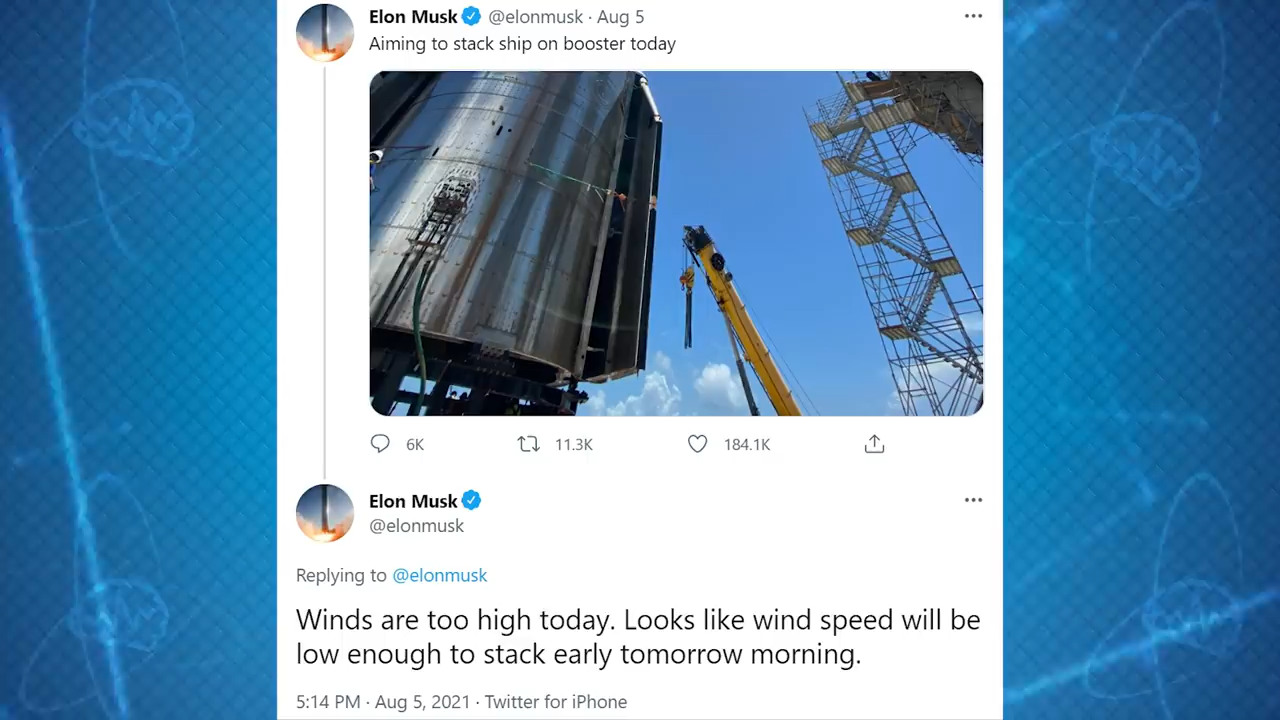 Elon Musk @elonmusk · Aug 5
Aiming to stack ship on booster today
6K 11.3K 184.1K
Elon Musk
@elonmusk
Replying to @elonmusk
Winds are too high today. Looks like wind speed will be
low enough to stack early tomorrow morning.
5:14 PM · Aug 5, 2021 · Twitter for iPhone